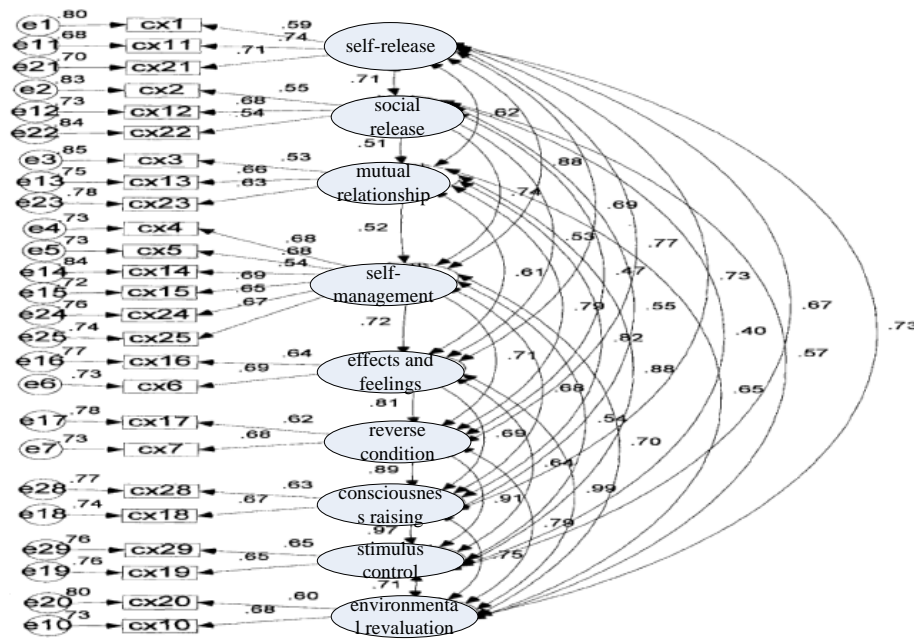 e1 .80 cx1 .59
e11 .68 cx11 .74
e21 .70 cx21 .71
self-release
.71
e2 .83 cx2 .55
e12 .73 cx12 .68
e22 .84 cx22 .54
social
release
.62
.51
e3 .85 cx3 .53
e13 .75 cx13 .66
e23 .78 cx23 .63
mutual
relationship
.88
.74
.69
.52
.53
.77
e4 .73 cx4 .68
e5 .73 cx5 .68
e14 .84 cx14 .54
e15 .72 cx15 .69
e24 .76 cx24 .65
e25 .74 cx25 .67
self-
management
.61
.47
.73
.79
.55
.67
.72
.82
.40
.73
e16 .77 cx16 .64
e6 .73 cx6 .69
effects and
feelings
.71
.57
.88
.68
.65
.81
e17 .78 cx17 .62
e7 .73 cx7 .68
reverse
condition
.54
.69
.70
.64
.89
e28 .77 cx28 .63
e18 .74 cx18 .67
consciousnes
s raising
.99
.91
.79
.97
e29 .76 cx29 .65
e19 .76 cx19 .65
stimulus
control
.75
.71
e20 .80 cx20 .60
e10 .73 cx10 .68
environmenta
l revaluation